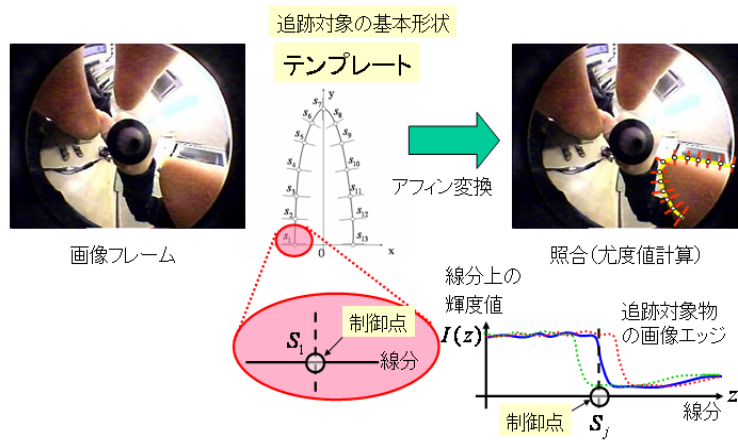 追跡対象の基本形状
テンプレート
y
S7
S6
S8
S5
S9
S4
S10
S3
S11
S2
S12
S1
S13
0
x
アフィン変換
画像フレーム
照合(尤度値計算)
線分上の
輝度値
I(z)
追跡対象物
の画像エッジ
S1
制御点
線分
z
制御点
線分
Sj